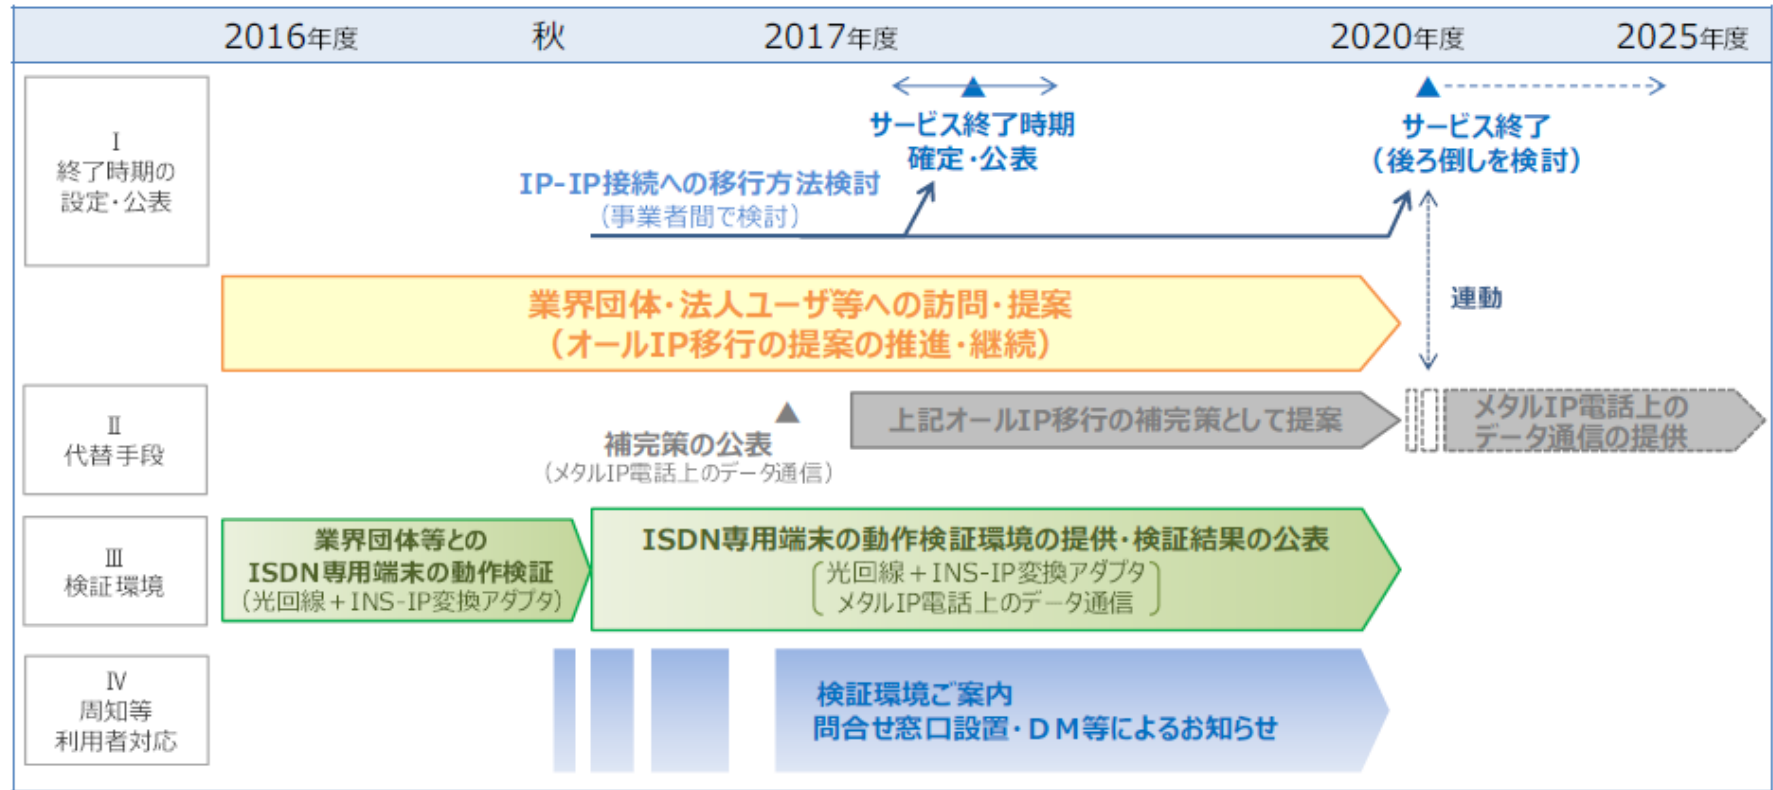 2016年度 秋 2017年度 2020年度 2025年度
Ⅰ
終了時期の
設定・公表
サービス終了時期
確定・公表
サービス終了
（後ろ倒しを検討）
IP-IP接続への移行方法検討
（事業者間で検討）
業界団体・法人ユーザ等への訪問・提案
（オールIP移行の提案の推進・継続）
連動
Ⅱ
代替手段
補完策の公表
（メタルIP電話上のデータ通信）
上記オールIP移行の補完策として提案
メタルIP電話上の
データ通信の提供
Ⅲ
検証環境
業界団体等との
ISDN専用端末の動作検証
（光回線＋INS-IP変換アダプタ）
ISDN専用端末の動作検証環境の提供・検証結果の公表
光回線＋INS-IP変換アダプタ
メタルIP電話上のデータ通信
Ⅳ
周知等
利用者対応
検証環境ご案内
問合せ窓口設置・ＤＭ等によるお知らせ